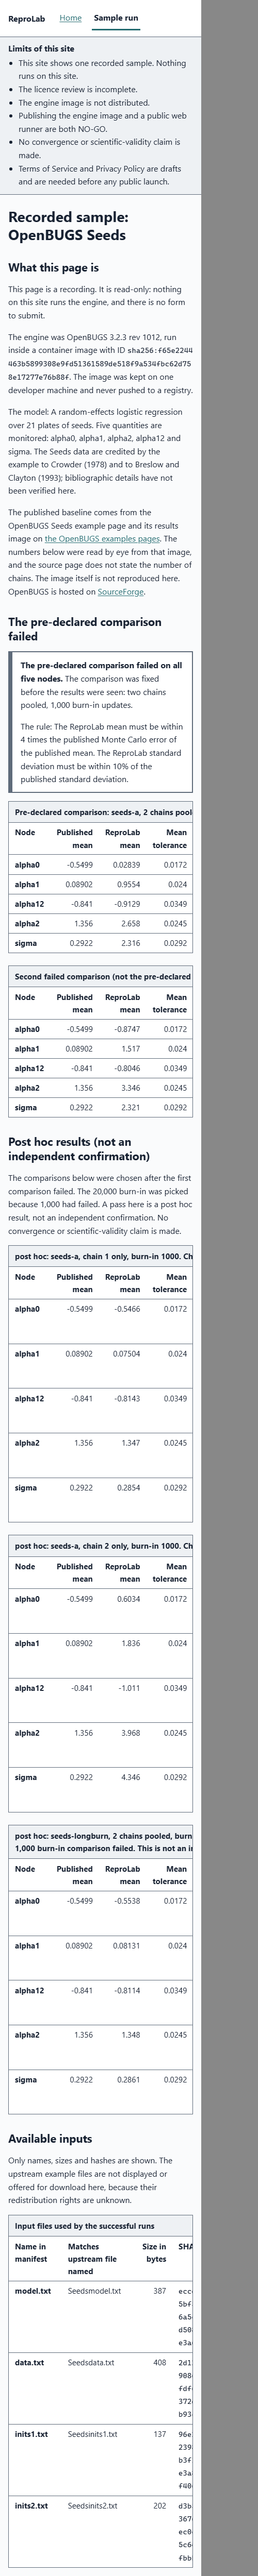 ReproLab Home Sample run
Limits of this site
• This site shows one recorded sample. Nothing
runs on this site.
• The licence review is incomplete.
• The engine image is not distributed.
• Publishing the engine image and a public web
runner are both NO-GO.
• No convergence or scientific-validity claim is
made.
• Terms of Service and Privacy Policy are drafts
and are needed before any public launch.
Recorded sample:
OpenBUGS Seeds
What this page is
This page is a recording. It is read-only: nothing
on this site runs the engine, and there is no form
to submit.
The engine was OpenBUGS 3.2.3 rev 1012, run
inside a container image with ID sha256:f65e2244
463b5899308e9fd51361589de518f9a534fbc62d75
8e17277e76b88f. The image was kept on one
developer machine and never pushed to a registry.
The model: A random-effects logistic regression
over 21 plates of seeds. Five quantities are
monitored: alpha0, alpha1, alpha2, alpha12 and
sigma. The Seeds data are credited by the
example to Crowder (1978) and to Breslow and
Clayton (1993); bibliographic details have not
been verified here.
The published baseline comes from the
OpenBUGS Seeds example page and its results
image on the OpenBUGS examples pages. The
numbers below were read by eye from that image,
and the source page does not state the number of
chains. The image itself is not reproduced here.
OpenBUGS is hosted on SourceForge.
The pre-declared comparison
failed
The pre-declared comparison failed on all
five nodes. The comparison was fixed
before the results were seen: two chains
pooled, 1,000 burn-in updates.
The rule: The ReproLab mean must be within
4 times the published Monte Carlo error of
the published mean. The ReproLab standard
deviation must be within 10% of the
published standard deviation.
Pre-declared comparison: seeds-a, 2 chains pool
Node Published mean ReproLab mean Mean tolerance
alpha0 -0.5499 0.02839 0.0172
alpha1 0.08902 0.9554 0.024
alpha12 -0.841 -0.9129 0.0349
alpha2 1.356 2.658 0.0245
sigma 0.2922 2.316 0.0292
Second failed comparison (not the pre-declared
Node Published mean ReproLab mean Mean tolerance
alpha0 -0.5499 -0.8747 0.0172
alpha1 0.08902 1.517 0.024
alpha12 -0.841 -0.8046 0.0349
alpha2 1.356 3.346 0.0245
sigma 0.2922 2.321 0.0292
Post hoc results (not an
independent confirmation)
The comparisons below were chosen after the first
comparison failed. The 20,000 burn-in was picked
because 1,000 had failed. A pass here is a post hoc
result, not an independent confirmation. No
convergence or scientific-validity claim is made.
post hoc: seeds-a, chain 1 only, burn-in 1000. Ch
Node Published mean ReproLab mean Mean tolerance
alpha0 -0.5499 -0.5466 0.0172
alpha1 0.08902 0.07504 0.024
alpha12 -0.841 -0.8143 0.0349
alpha2 1.356 1.347 0.0245
sigma 0.2922 0.2854 0.0292
post hoc: seeds-a, chain 2 only, burn-in 1000. Ch
Node Published mean ReproLab mean Mean tolerance
alpha0 -0.5499 0.6034 0.0172
alpha1 0.08902 1.836 0.024
alpha12 -0.841 -1.011 0.0349
alpha2 1.356 3.968 0.0245
sigma 0.2922 4.346 0.0292
post hoc: seeds-longburn, 2 chains pooled, burn
1,000 burn-in comparison failed. This is not an i
Node Published mean ReproLab mean Mean tolerance
alpha0 -0.5499 -0.5538 0.0172
alpha1 0.08902 0.08131 0.024
alpha12 -0.841 -0.8114 0.0349
alpha2 1.356 1.348 0.0245
sigma 0.2922 0.2861 0.0292
Available inputs
Only names, sizes and hashes are shown. The
upstream example files are not displayed or
offered for download here, because their
redistribution rights are unknown.
Input files used by the successful runs
Name in manifest Matches upstream file named Size in bytes SHA
model.txt Seedsmodel.txt 387
data.txt Seedsdata.txt 408
inits1.txt Seedsinits1.txt 137
inits2.txt Seedsinits2.txt 202